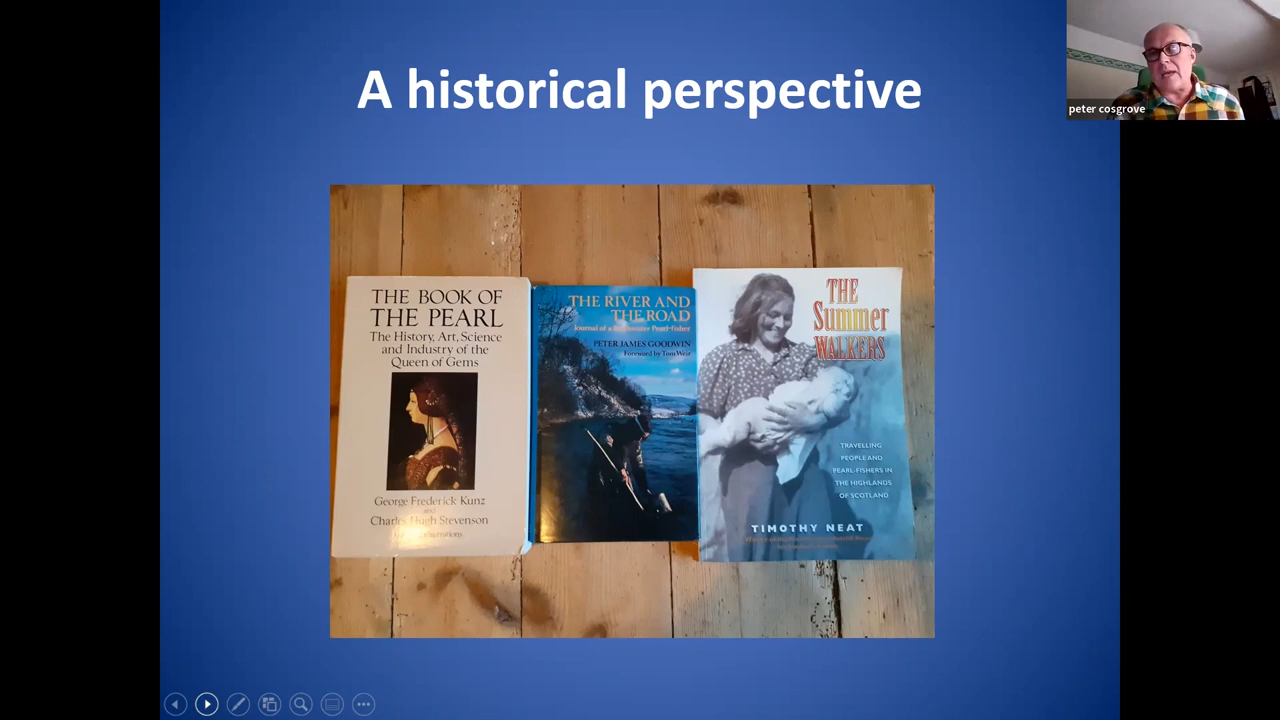 A historical perspective
peter cosgrove
THE BOOK OF
THE PEARL
The History, Art, Science
and Industry of the
Queen of Gems
George Frederick Kunz
and
Charles Hugh Stevenson
THE RIVER AND
THE ROAD
Journal of a Freshwater Pearl-fisher
PETER JAMES GOODWIN
Foreword by Tom Weir
THE
Summer
WALKERS
TRAVELLING
PEOPLE AND
PEARL-FISHERS IN
THE HIGHLANDS
OF SCOTLAND
TIMOTHY NEAT